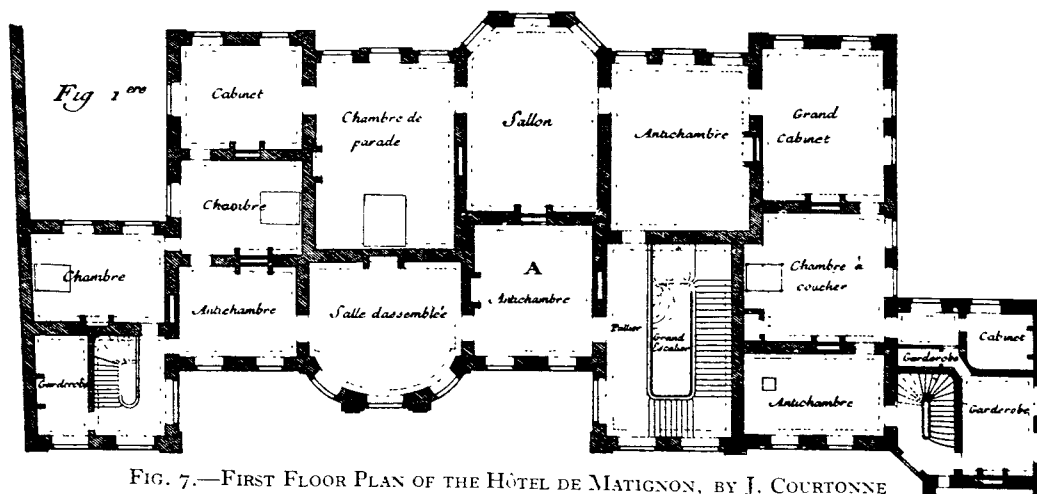 Fig 1ere
Cabinet
Chambre de
parade
Sallon
Antichambre
Grand
Cabinet
Chambre
Chambre
Antichambre
Salle dassemblée
A
Antichambre
Palier
Grand
Escalier
Chambre à
coucher
Cabinet
Garderobe
Garderobe
Antichambre
Garderobe
FIG. 7.—FIRST FLOOR PLAN OF THE HÔTEL DE MATIGNON, BY J. COURTONNE